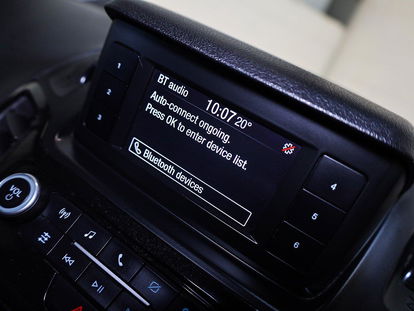 BT audio
10:07 20°
Auto-connect ongoing.
Press OK to enter device list.
Bluetooth devices
1
2
3
4
5
6
VOL